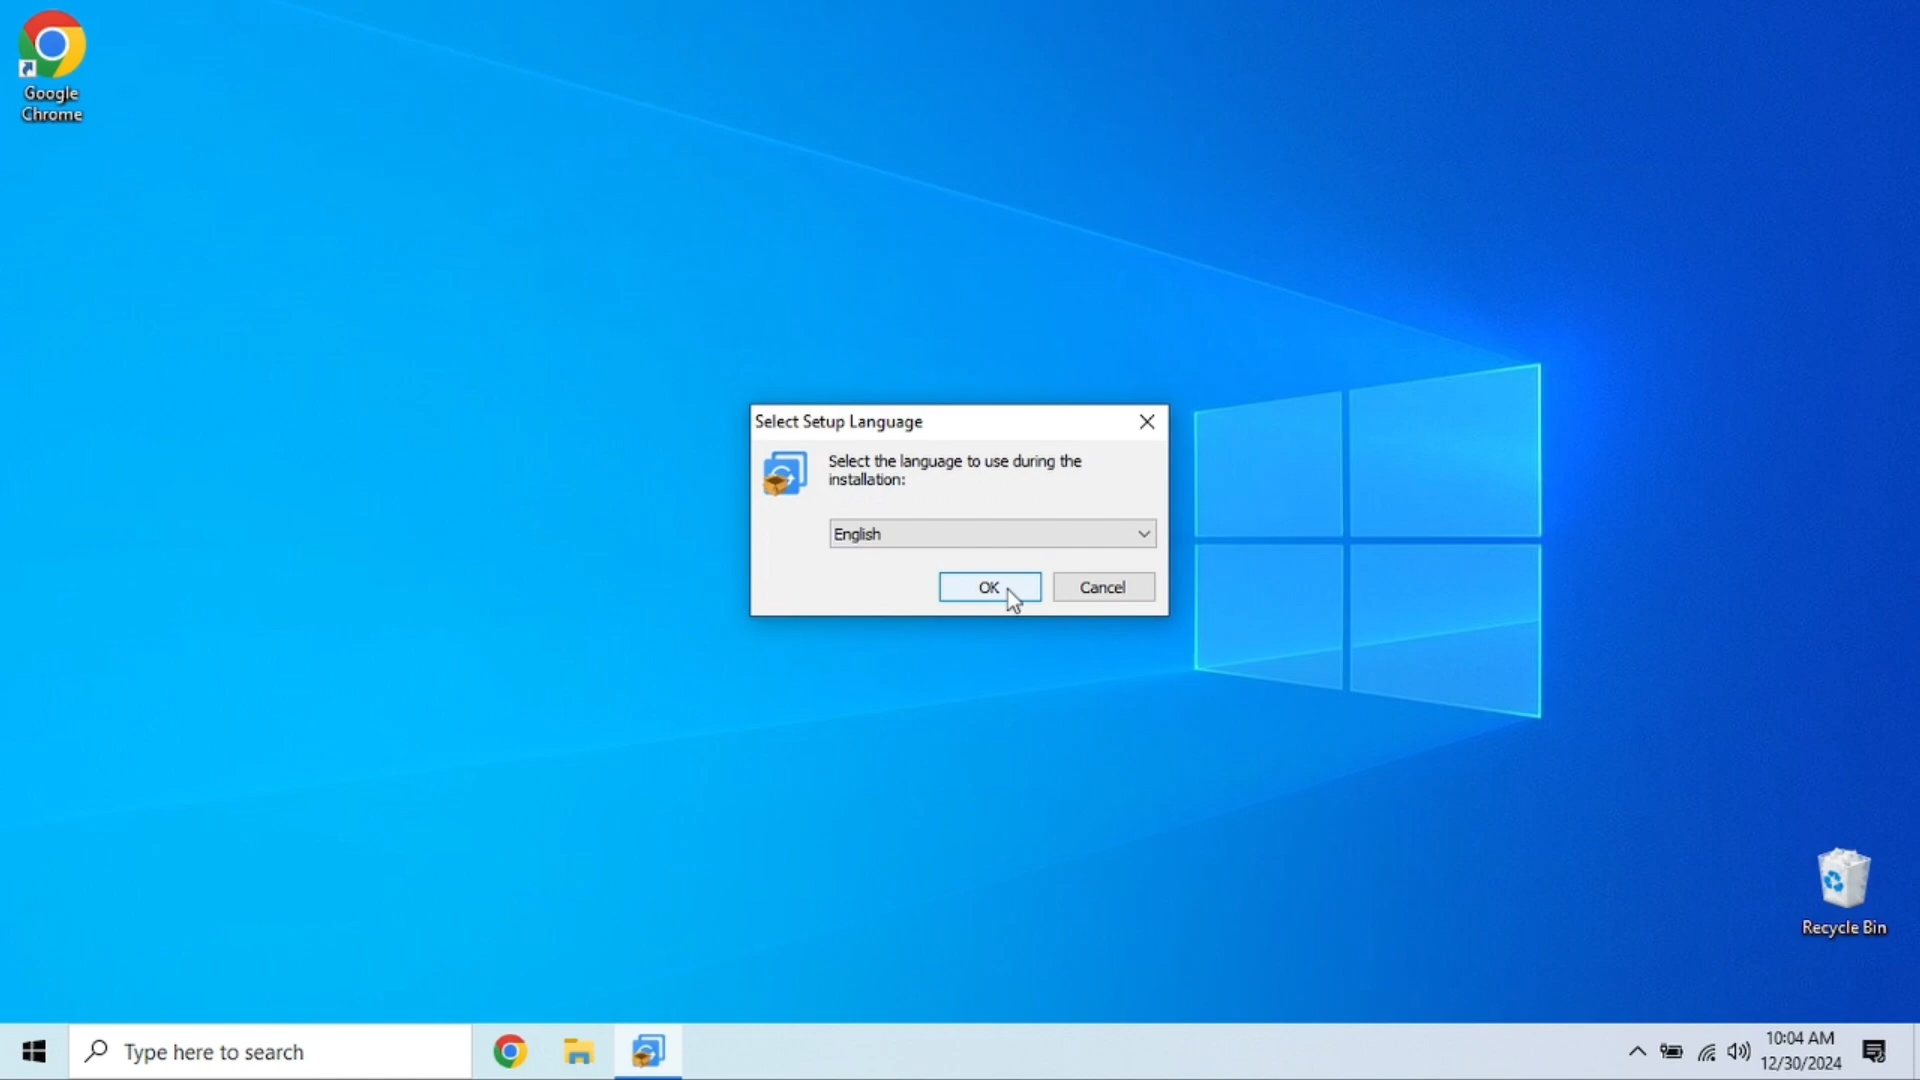 Google
Chrome
Select Setup Language
Select the language to use during the
installation:
English
OK
Cancel
Recycle Bin
Type here to search
10:04 AM
12/30/2024